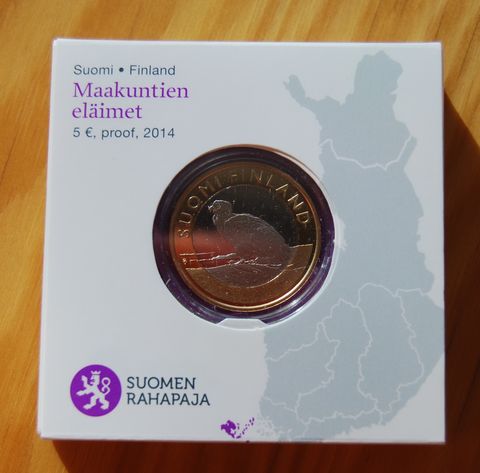 Suomi • Finland
Maakuntien
eläimet
5 €, proof, 2014
SUOMI FINLAND
SUOMEN
RAHAPAJA